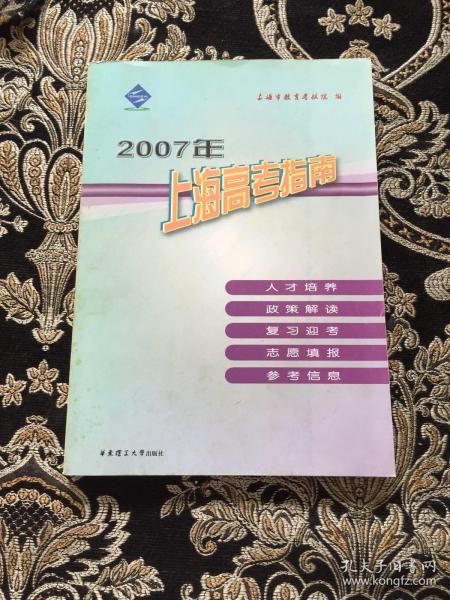 上海市教育考试院 编
2007年
上海高考指南
人才培养
政策解读
复习迎考
志愿填报
参考信息
华东理工大学出版社
孔夫子旧书网
www.kongfz.com